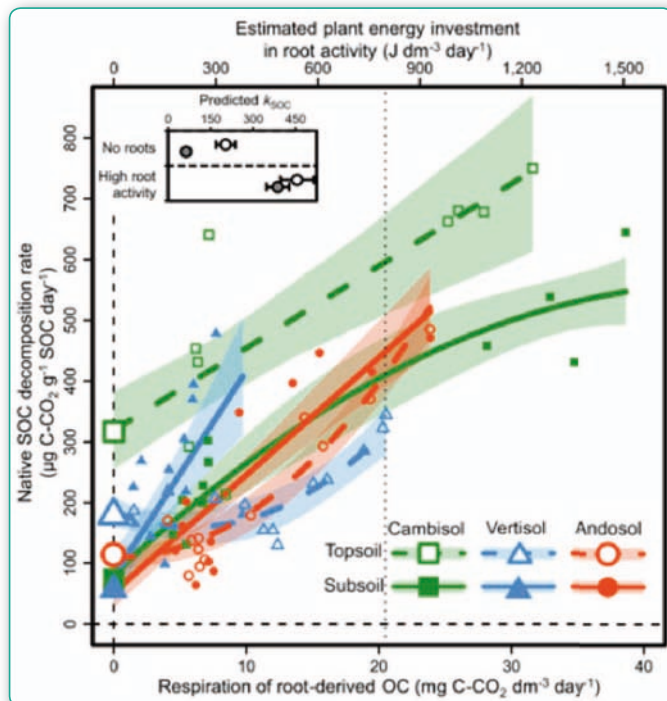 Estimated plant energy investment
in root activity (J dm⁻³ day⁻¹)
0 300 600 900 1,200 1,500
Predicted kSOC
0 150 300 450
No roots
High root
activity
Native SOC decomposition rate
(µg C-CO₂ g⁻¹ SOC day⁻¹)
800
700
600
500
400
300
200
100
0
Cambisol Vertisol Andosol
Topsoil
Subsoil
0 10 20 30 40
Respiration of root-derived OC (mg C-CO₂ dm⁻³ day⁻¹)